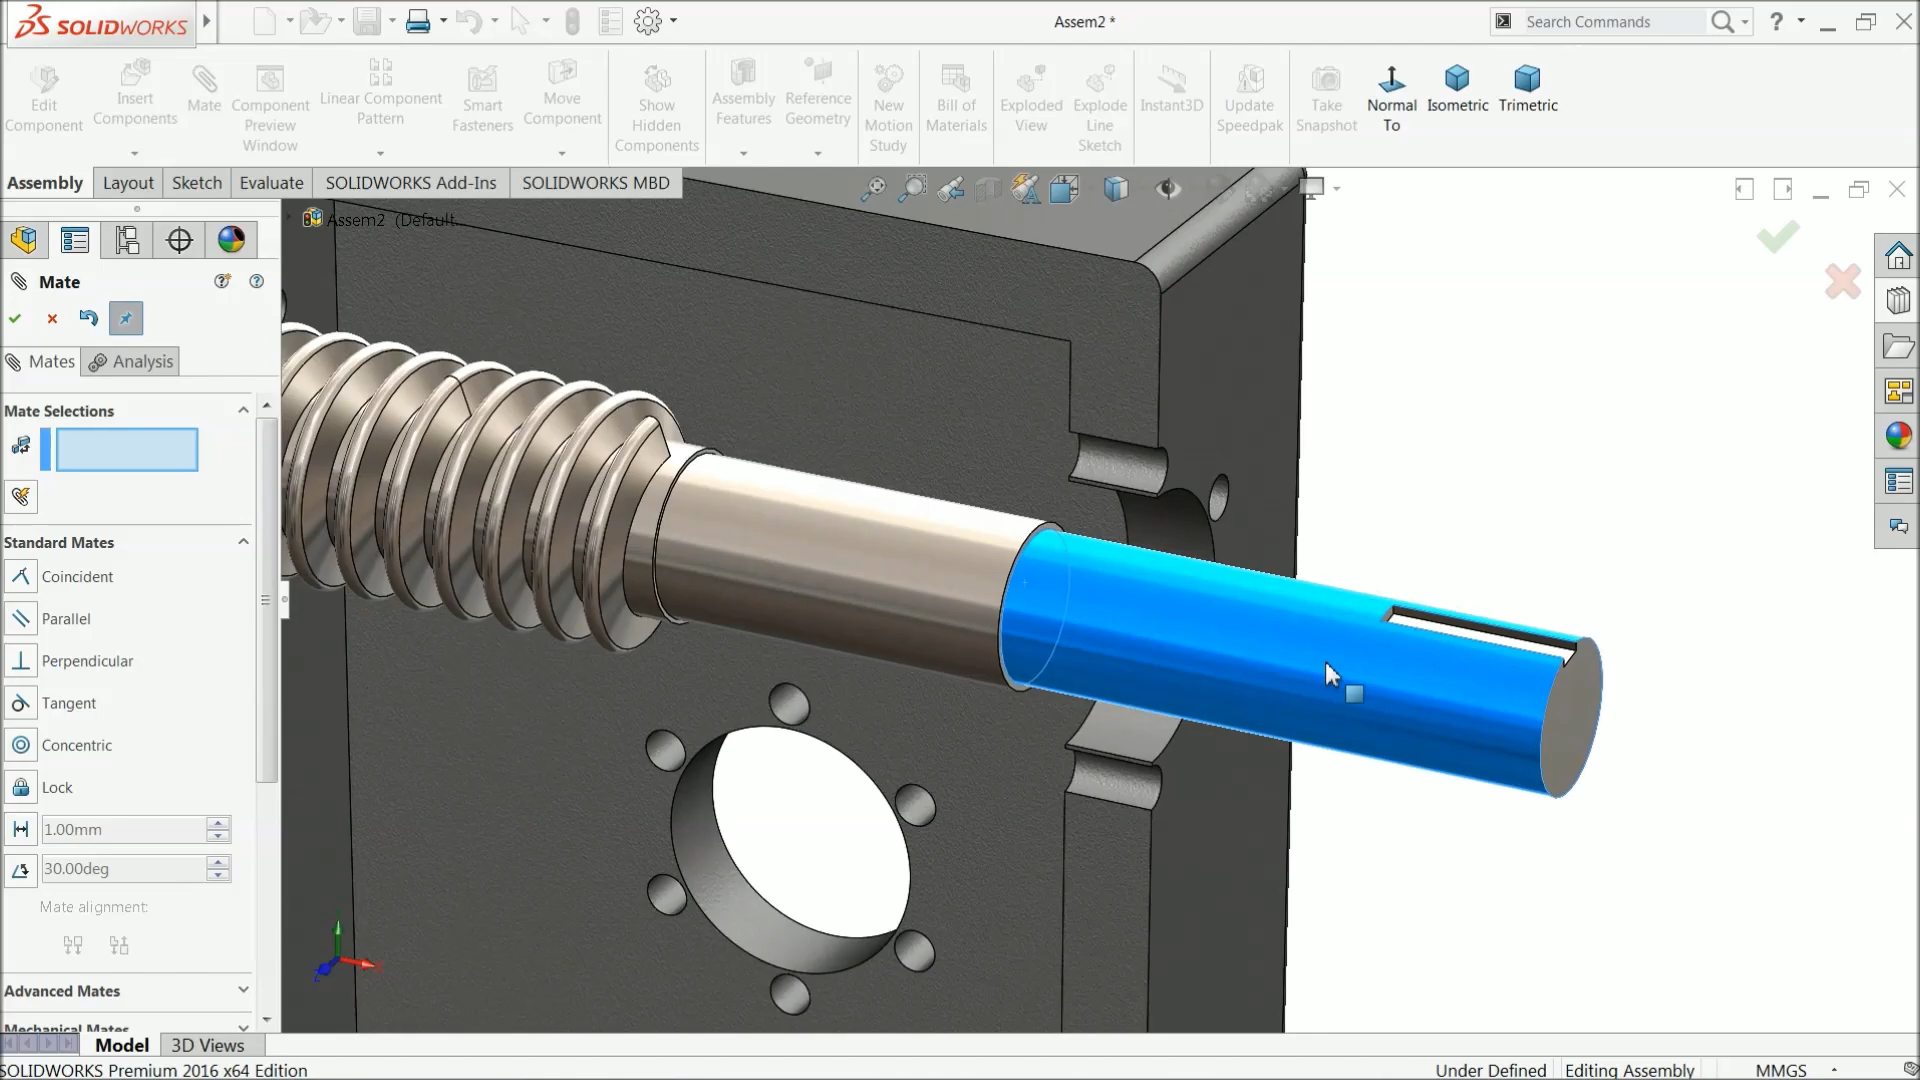 SOLIDWORKS
Assem2 *
Search Commands
?
Edit Component
Insert Components
Mate
Component Preview Window
Linear Component Pattern
Smart Fasteners
Move Component
Show Hidden Components
Assembly Features
Reference Geometry
New Motion Study
Bill of Materials
Exploded View
Explode Line Sketch
Instant3D
Update Speedpak
Take Snapshot
Normal To
Isometric
Trimetric
Assembly
Layout
Sketch
Evaluate
SOLIDWORKS Add-Ins
SOLIDWORKS MBD
Assem2 (Default...
Mate
Mates
Analysis
Mate Selections
Standard Mates
Coincident
Parallel
Perpendicular
Tangent
Concentric
Lock
1.00mm
30.00deg
Mate alignment:
Advanced Mates
Mechanical Mates
Model
3D Views
SOLIDWORKS Premium 2016 x64 Edition
Under Defined
Editing Assembly
MMGS